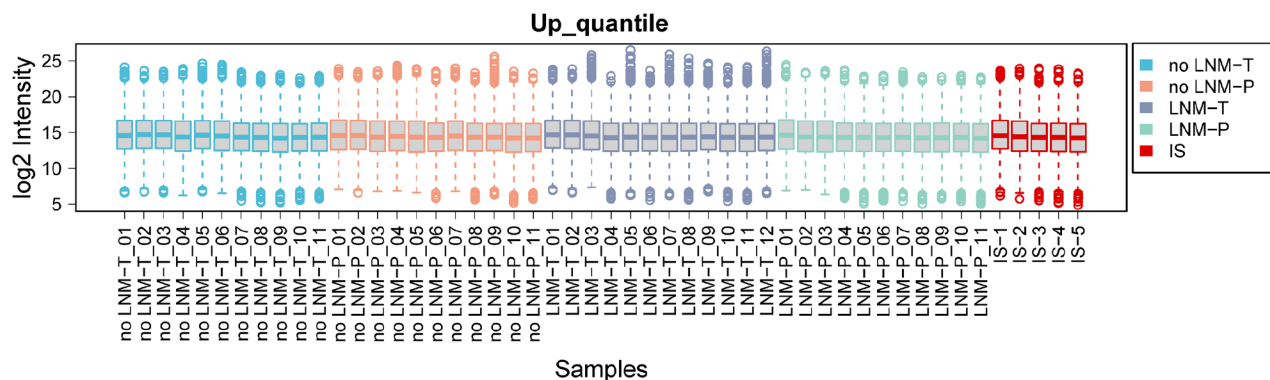 Up_quantile
log2 Intensity
25
20
15
10
5
no LNM−T_01
no LNM−T_02
no LNM−T_03
no LNM−T_04
no LNM−T_05
no LNM−T_06
no LNM−T_07
no LNM−T_08
no LNM−T_09
no LNM−T_10
no LNM−T_11
no LNM−P_01
no LNM−P_02
no LNM−P_03
no LNM−P_04
no LNM−P_05
no LNM−P_06
no LNM−P_07
no LNM−P_08
no LNM−P_09
no LNM−P_10
no LNM−P_11
LNM−T_01
LNM−T_02
LNM−T_03
LNM−T_04
LNM−T_05
LNM−T_06
LNM−T_07
LNM−T_08
LNM−T_09
LNM−T_10
LNM−T_11
LNM−T_12
LNM−P_01
LNM−P_02
LNM−P_03
LNM−P_04
LNM−P_05
LNM−P_06
LNM−P_07
LNM−P_08
LNM−P_09
LNM−P_10
LNM−P_11
IS−1
IS−2
IS−3
IS−4
IS−5
Samples
no LNM−T
no LNM−P
LNM−T
LNM−P
IS